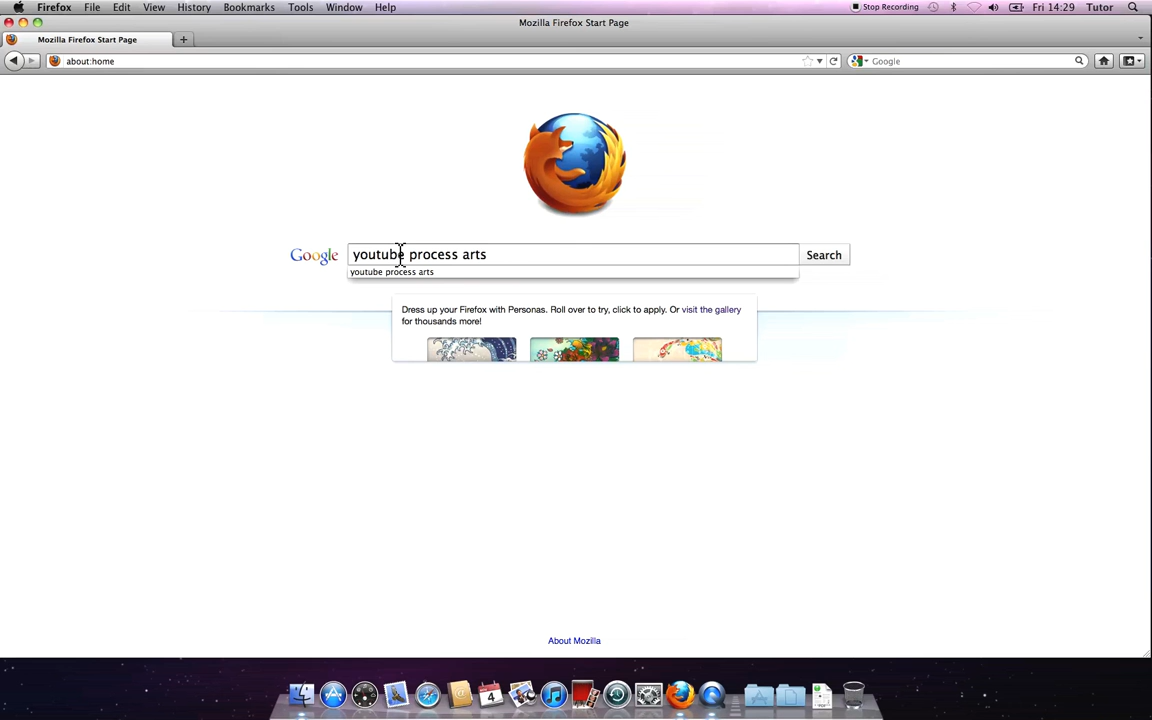 Firefox File Edit View History Bookmarks Tools Window Help Stop Recording Fri 14:29 Tutor
Mozilla Firefox Start Page
Mozilla Firefox Start Page
about:home Google
Google youtube process arts Search
youtube process arts
Dress up your Firefox with Personas. Roll over to try, click to apply. Or visit the gallery
for thousands more!
About Mozilla
4